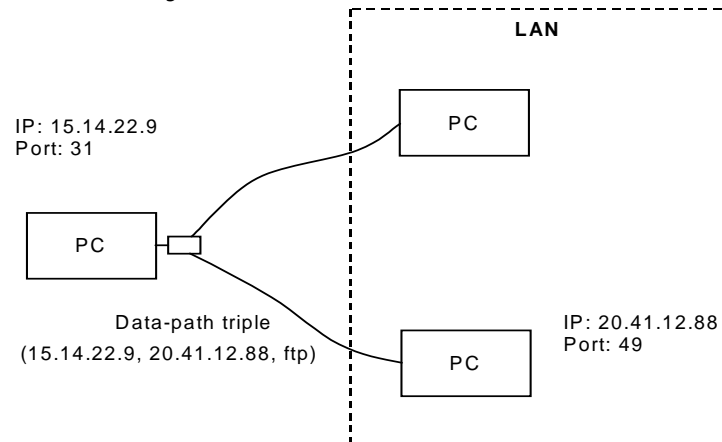 LAN
PC
IP: 15.14.22.9
Port: 31
PC
Data-path triple
(15.14.22.9, 20.41.12.88, ftp)
IP: 20.41.12.88
Port: 49
PC